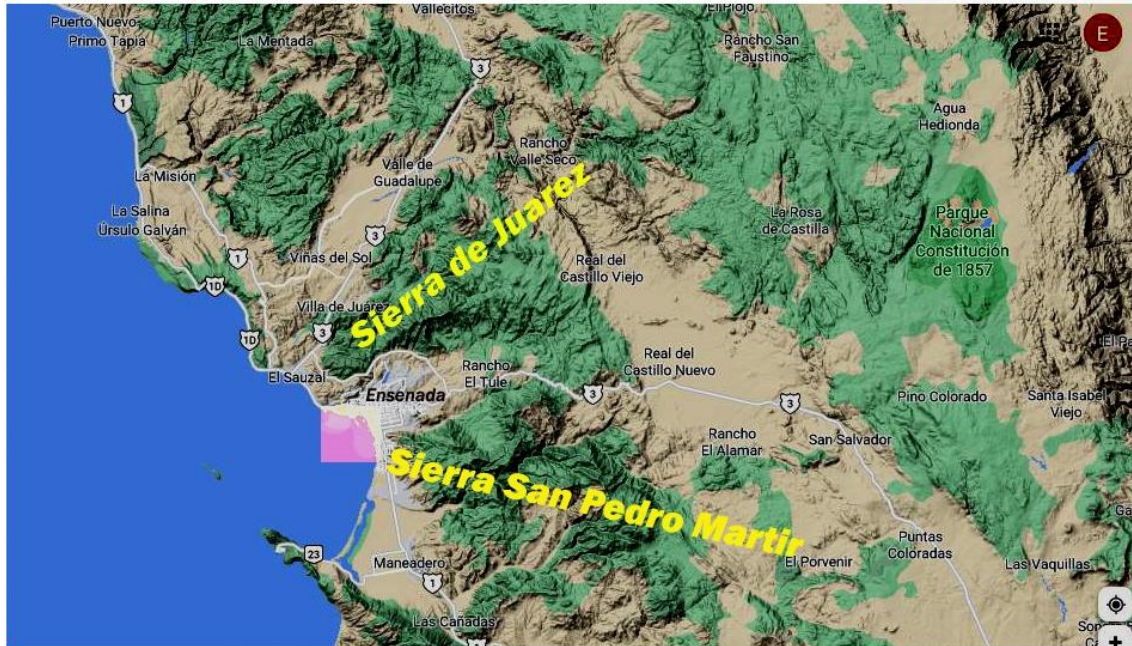 Vallecitos
El Piojo
Puerto Nuevo
Primo Tapia
La Mentada
Rancho San
Faustino
E
3
1
Agua
Hedionda
Rancho
Valle Seco
Valle de
Guadalupe
La Misión
La Salina
Úrsulo Galván
La Rosa
de Castilla
Parque
Nacional
Constitución
de 1857
3
1
Viñas del Sol
Real del
Castillo Viejo
1D
Sierra de Juarez
Villa de Juárez
3
1D
El Sauzal
Rancho
El Tule
Real del
Castillo Nuevo
Ensenada
3
3
Pino Colorado
Santa Isabel
Viejo
Rancho
El Alamar
San Salvador
Sierra San Pedro Martir
Puntas
Coloradas
23
Maneadero
El Porvenir
Las Vaquillas
1
Las Cañadas
1
+